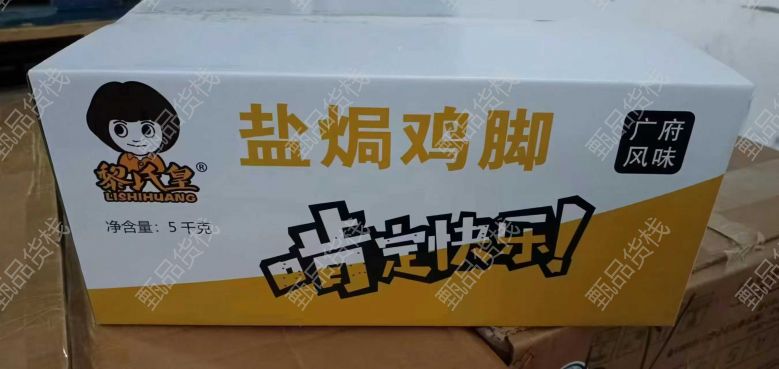 盐焗鸡脚
广府
风味
黎氏皇®
LISHIHUANG
净含量：5千克
啃定快乐！
甄品货栈